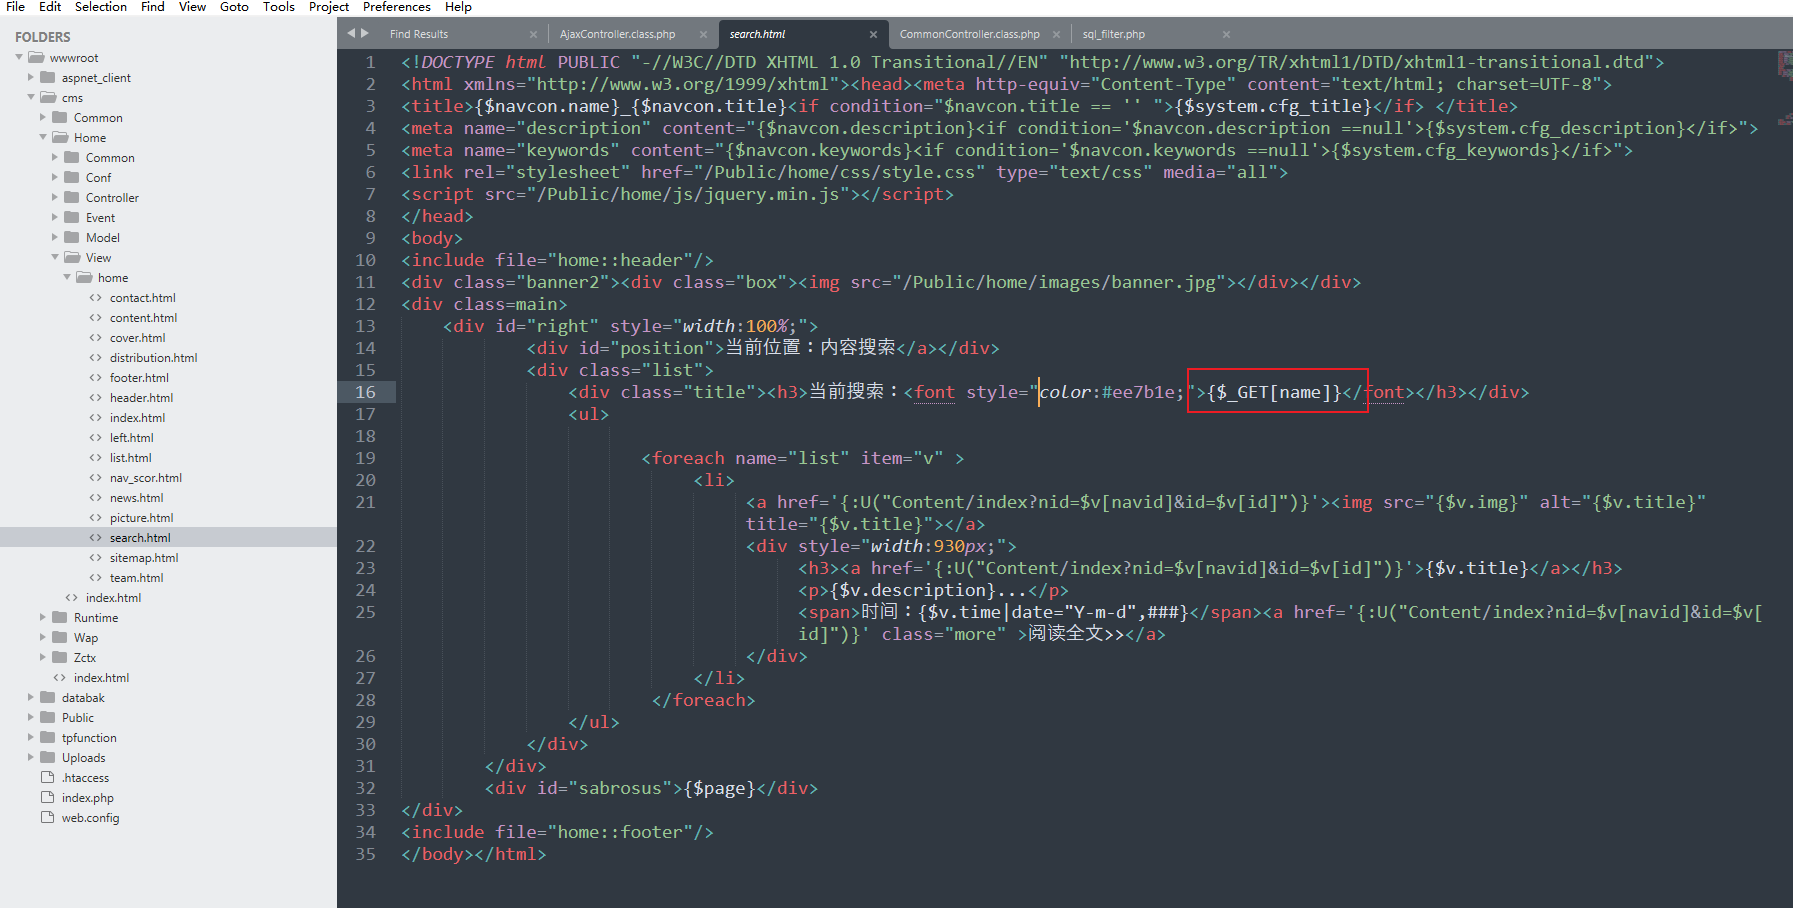 File Edit Selection Find View Goto Tools Project Preferences Help
FOLDERS
wwwroot
aspnet_client
cms
Common
Home
Common
Conf
Controller
Event
Model
View
home
contact.html
content.html
cover.html
distribution.html
footer.html
header.html
index.html
left.html
list.html
nav_scor.html
news.html
picture.html
search.html
sitemap.html
team.html
index.html
Runtime
Wap
Zctx
index.html
databak
Public
tpfunction
Uploads
.htaccess
index.php
web.config
Find Results AjaxController.class.php search.html CommonController.class.php sql_filter.php
1 <!DOCTYPE html PUBLIC "-//W3C//DTD XHTML 1.0 Transitional//EN" "http://www.w3.org/TR/xhtml1/DTD/xhtml1-transitional.dtd">
2 <html xmlns="http://www.w3.org/1999/xhtml"><head><meta http-equiv="Content-Type" content="text/html; charset=UTF-8">
3 <title>{$navcon.name}_{$navcon.title}<if condition="$navcon.title == '' ">{$system.cfg_title}</if> </title>
4 <meta name="description" content="{$navcon.description}<if condition='$navcon.description ==null'>{$system.cfg_description}</if>">
5 <meta name="keywords" content="{$navcon.keywords}<if condition='$navcon.keywords ==null'>{$system.cfg_keywords}</if>">
6 <link rel="stylesheet" href="/Public/home/css/style.css" type="text/css" media="all">
7 <script src="/Public/home/js/jquery.min.js"></script>
8 </head>
9 <body>
10 <include file="home::header"/>
11 <div class="banner2"><div class="box"><img src="/Public/home/images/banner.jpg"></div></div>
12 <div class=main>
13 <div id="right" style="width:100%;">
14 <div id="position">当前位置：内容搜索</a></div>
15 <div class="list">
16 <div class="title"><h3>当前搜索：<font style="color:#ee7b1e;">{$_GET[name]}</font></h3></div>
17 <ul>
18
19 <foreach name="list" item="v" >
20 <li>
21 <a href='{:U("Content/index?nid=$v[navid]&id=$v[id]")}'><img src="{$v.img}" alt="{$v.title}"
title="{$v.title}"></a>
22 <div style="width:930px;">
23 <h3><a href='{:U("Content/index?nid=$v[navid]&id=$v[id]")}'>{$v.title}</a></h3>
24 <p>{$v.description}...</p>
25 <span>时间：{$v.time|date="Y-m-d",###}</span><a href='{:U("Content/index?nid=$v[navid]&id=$v[
id]")}' class="more" >阅读全文>></a>
26 </div>
27 </li>
28 </foreach>
29 </ul>
30 </div>
31 </div>
32 <div id="sabrosus">{$page}</div>
33 </div>
34 <include file="home::footer"/>
35 </body></html>